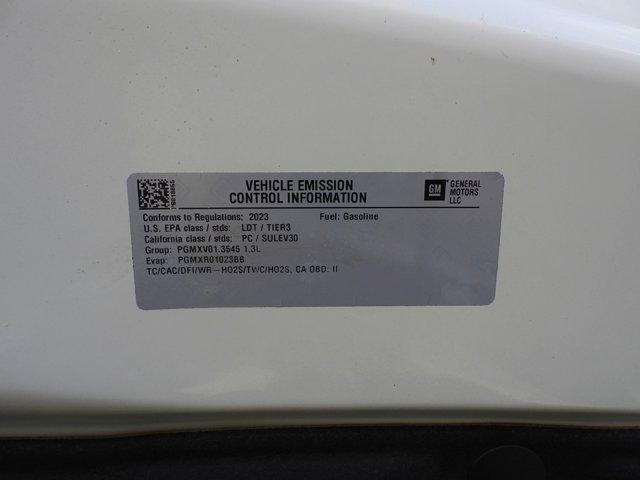 VEHICLE EMISSION
CONTROL INFORMATION
GM
GENERAL
MOTORS
LLC
Conforms to Regulations: 2023 Fuel: Gasoline
U.S. EPA class / stds: LDT / TIER3
California class / stds: PC / SULEV30
Group: PGMXV01.3545 1.3L
Evap: PGMXR01023BB
TC/CAC/DFI/WR-HO2S/TWC/HO2S, CA OBD: II